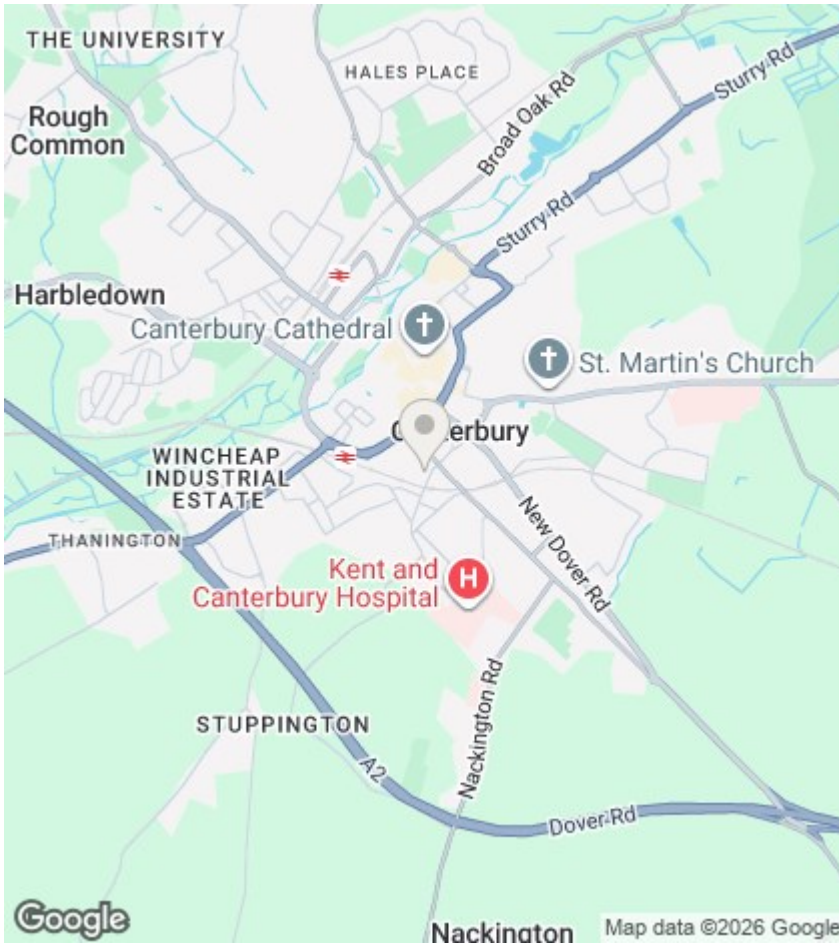 THE UNIVERSITY
HALES PLACE
Rough
Common
Broad Oak Rd
Sturry Rd
Sturry Rd
Harbledown
Canterbury Cathedral
St. Martin's Church
WINCHEAP
INDUSTRIAL
ESTATE
THANINGTON
New Dover Rd
Kent and
Canterbury Hospital
H
Nackington Rd
STUPPINGTON
A2
Dover Rd
Nackington
Google
Map data ©2026 Google